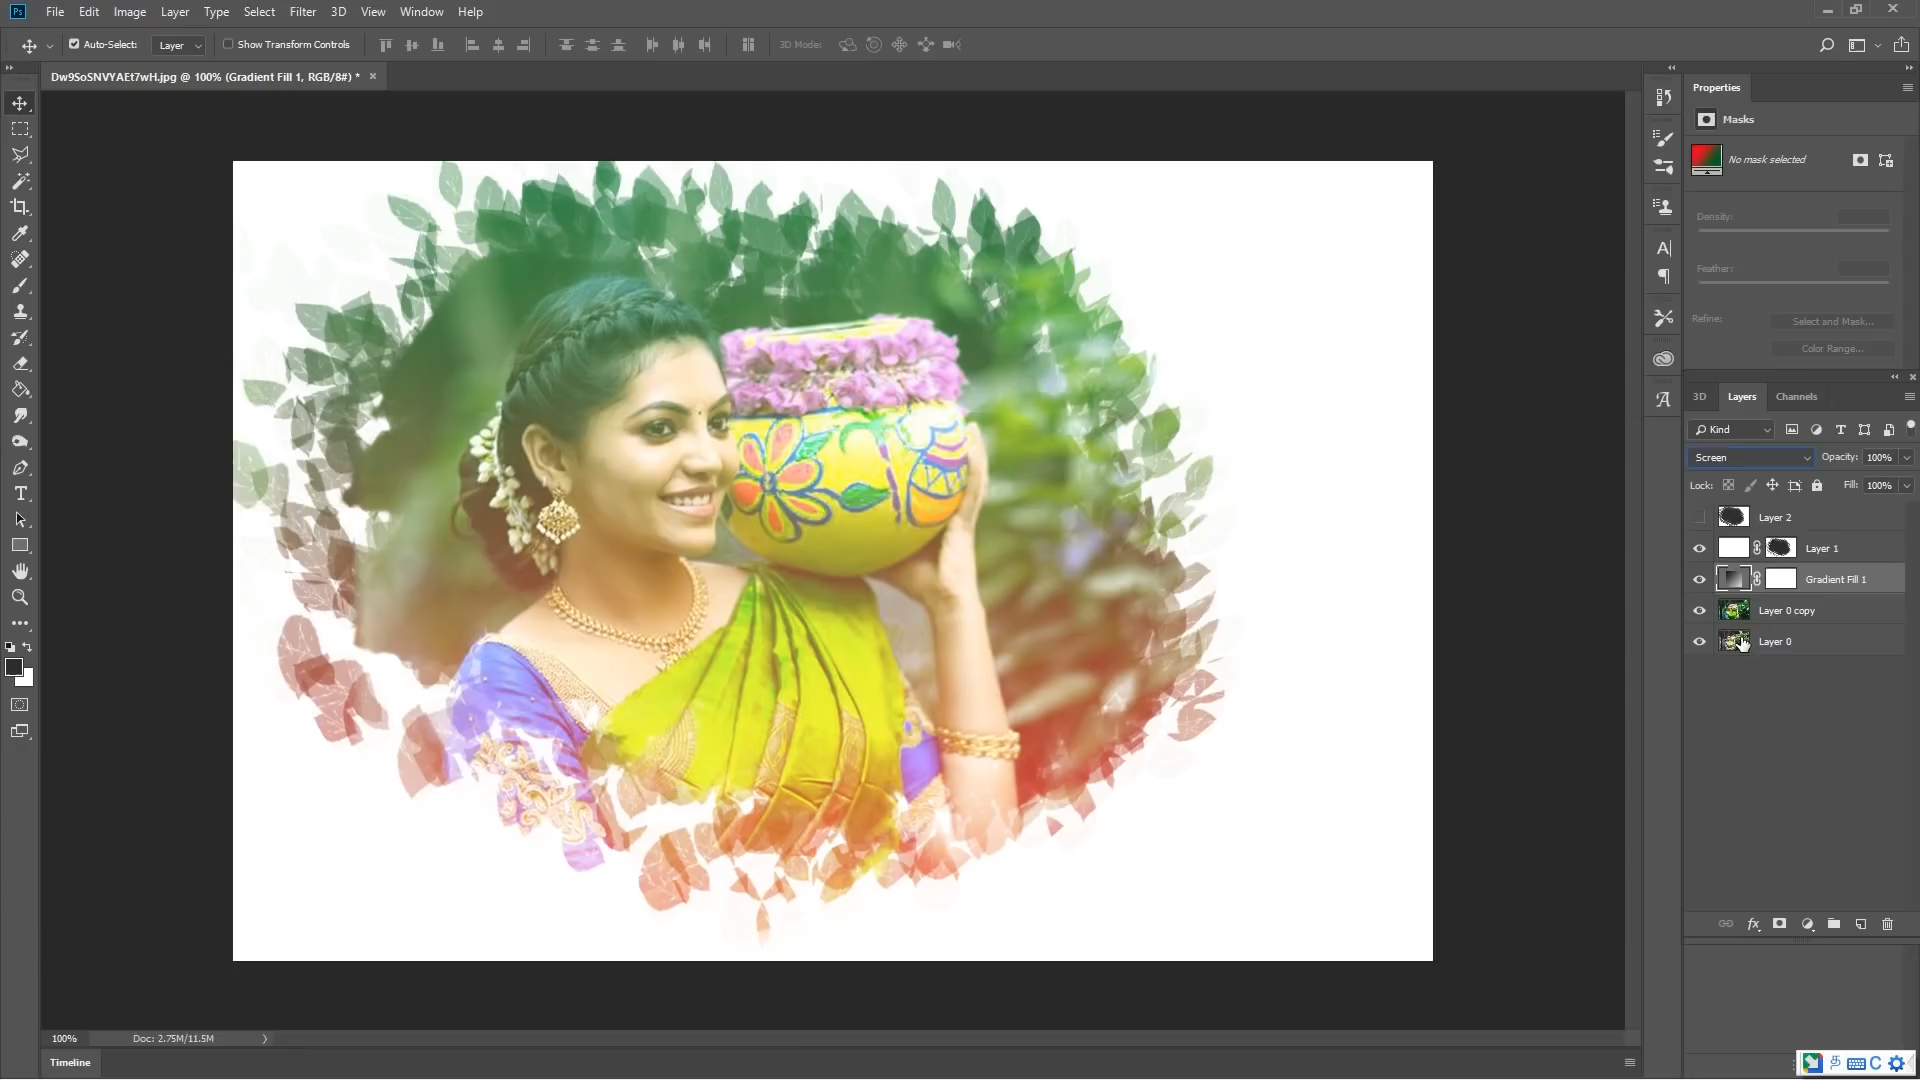 Ps File Edit Image Layer Type Select Filter 3D View Window Help
Auto-Select: Layer Show Transform Controls 3D Mode:
Dw9SoSNVYAEt7wH.jpg @ 100% (Gradient Fill 1, RGB/8#) *
Properties
Masks
No mask selected
Density:
Feather:
Refine: Select and Mask...
Color Range...
3D Layers Channels
Kind
Screen Opacity: 100%
Lock: Fill: 100%
Layer 2
Layer 1
Gradient Fill 1
Layer 0 copy
Layer 0
100% Doc: 2.75M/11.5M
Timeline